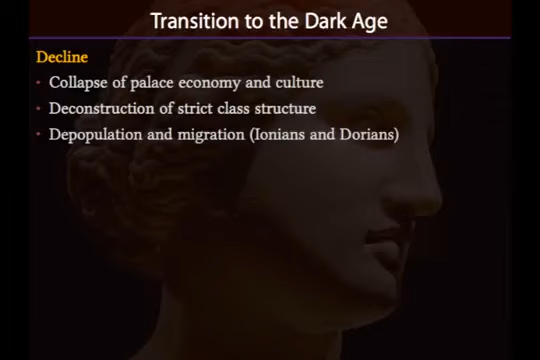 Transition to the Dark Age
Decline
• Collapse of palace economy and culture
• Deconstruction of strict class structure
• Depopulation and migration (Ionians and Dorians)